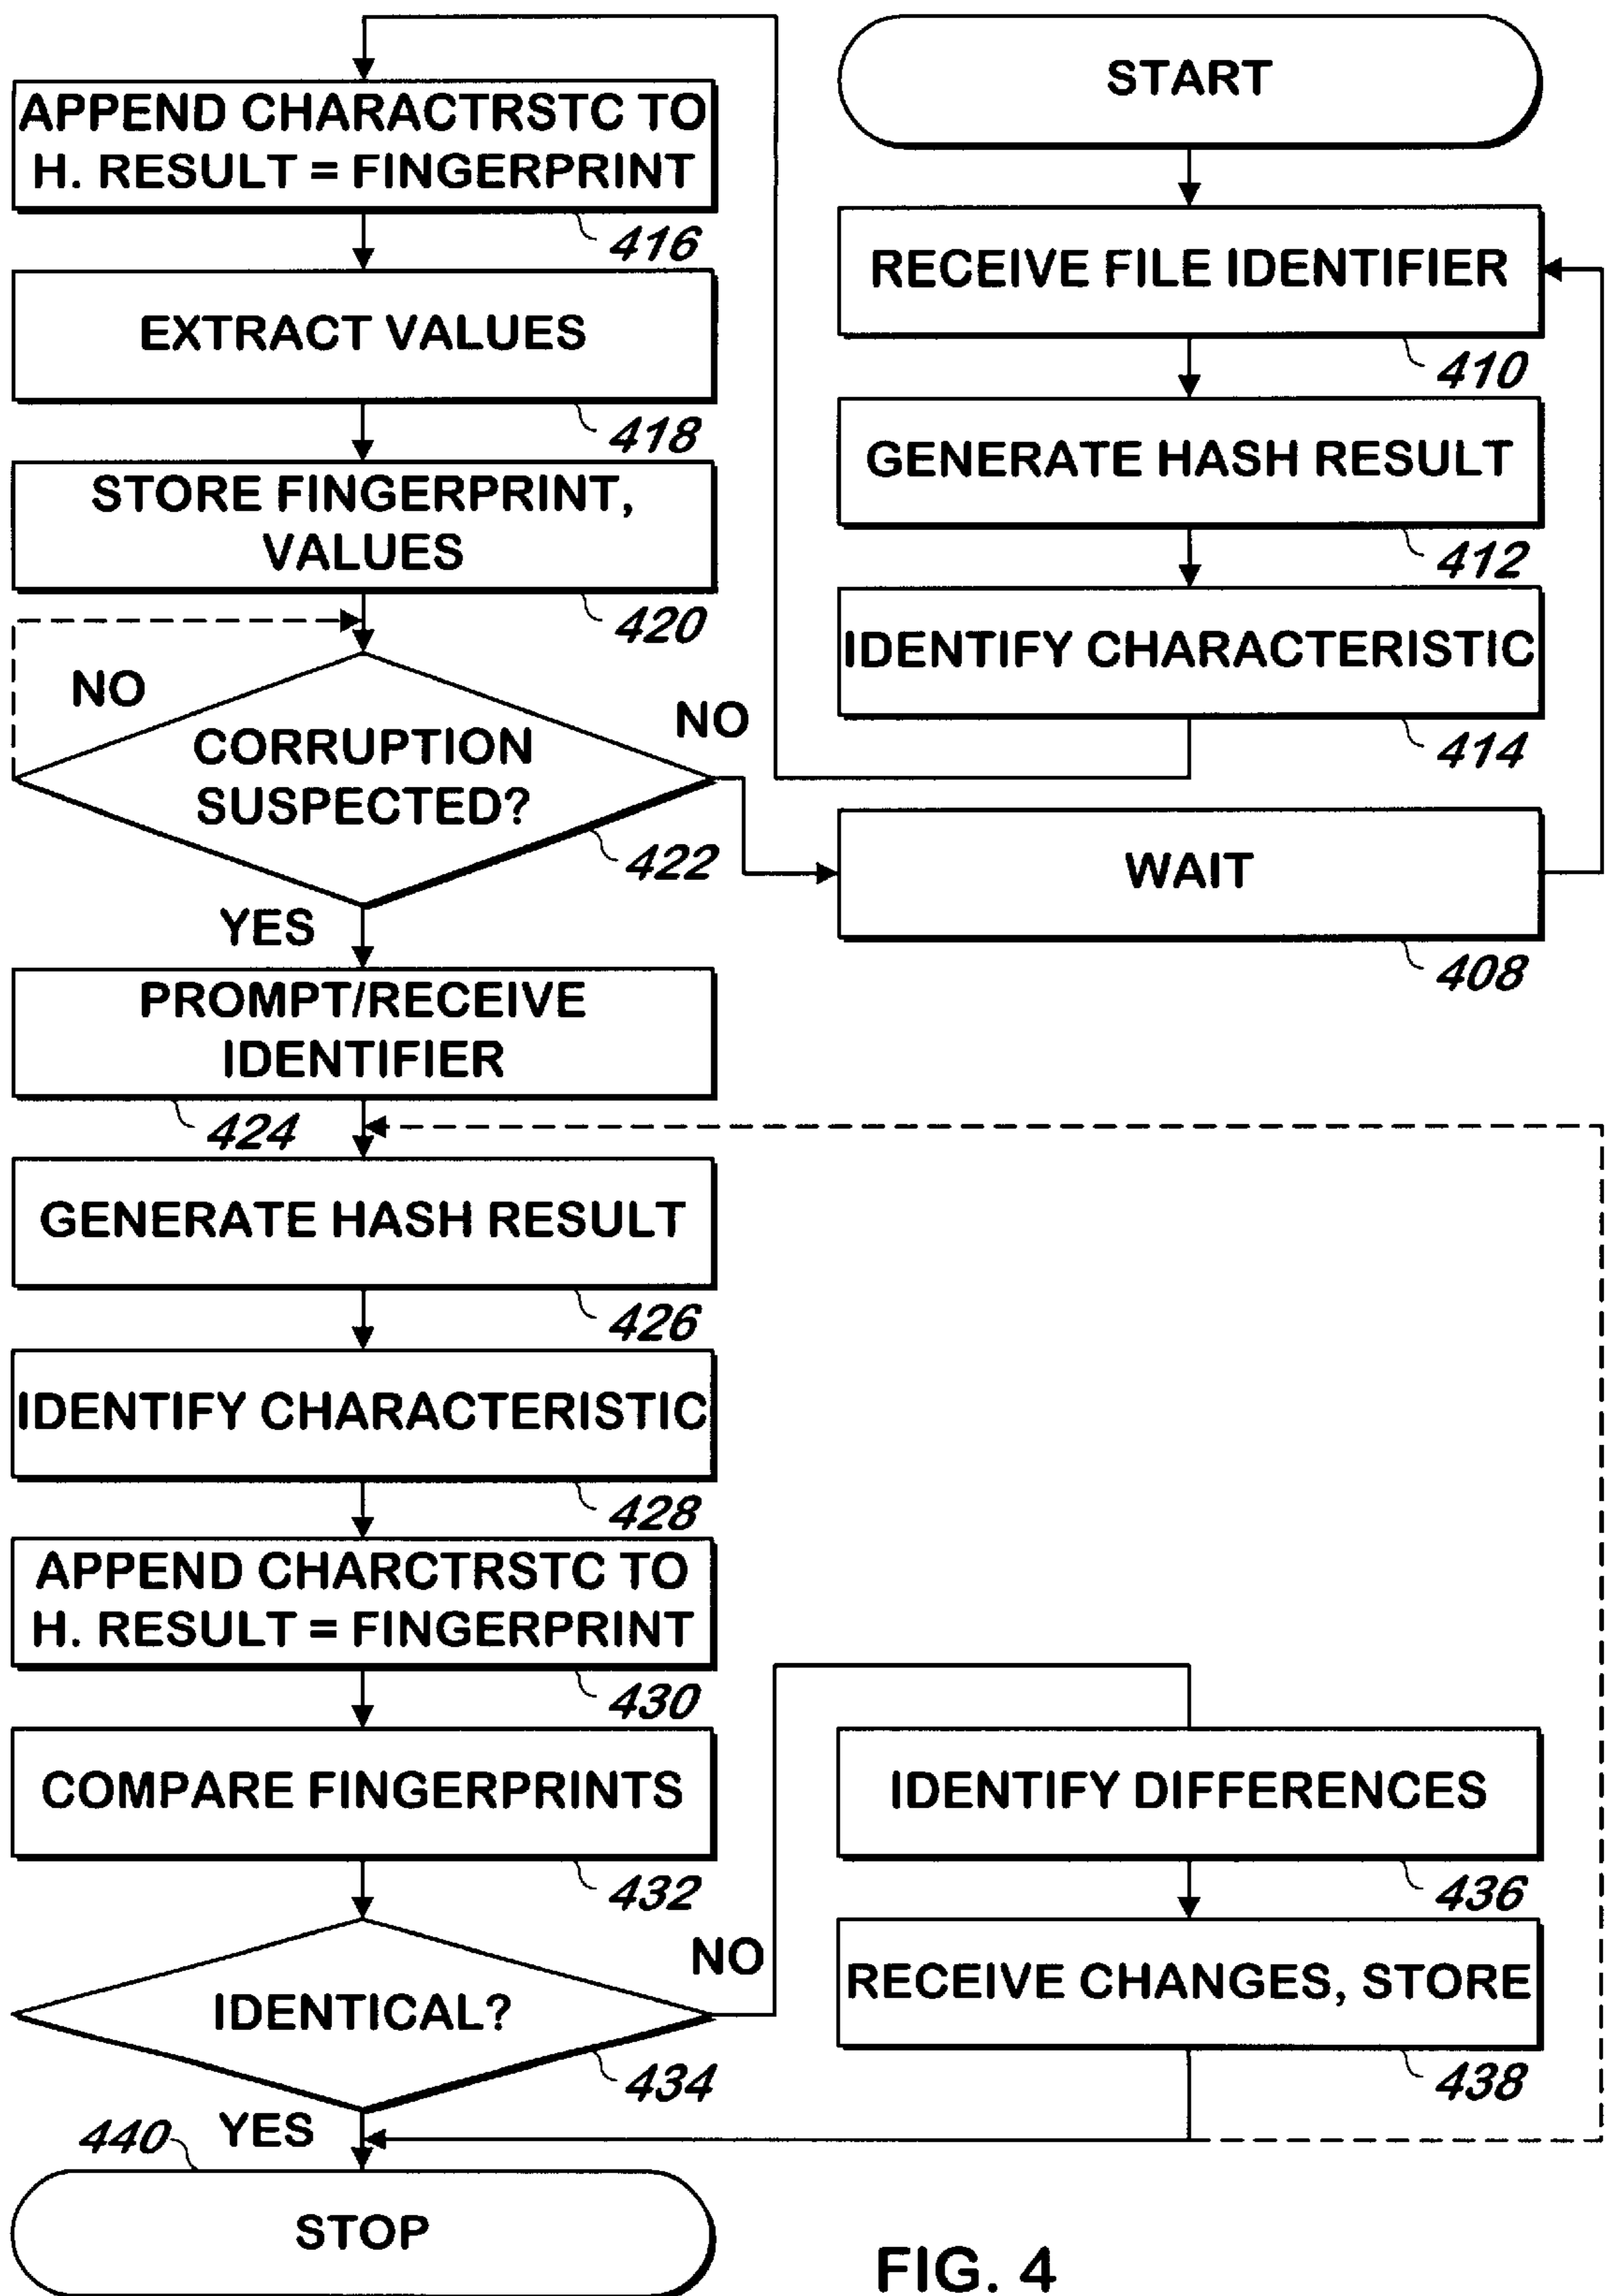 START
RECEIVE FILE IDENTIFIER
410
GENERATE HASH RESULT
412
IDENTIFY CHARACTERISTIC
414
APPEND CHARACTRSTC TO
H. RESULT = FINGERPRINT
416
EXTRACT VALUES
418
STORE FINGERPRINT,
VALUES
420
NO
CORRUPTION
SUSPECTED?
NO
422
WAIT
408
YES
PROMPT/RECEIVE
IDENTIFIER
424
GENERATE HASH RESULT
426
IDENTIFY CHARACTERISTIC
428
APPEND CHARCTRSTC TO
H. RESULT = FINGERPRINT
430
COMPARE FINGERPRINTS
432
IDENTICAL?
NO
434
IDENTIFY DIFFERENCES
436
RECEIVE CHANGES, STORE
438
YES
440
STOP
FIG. 4